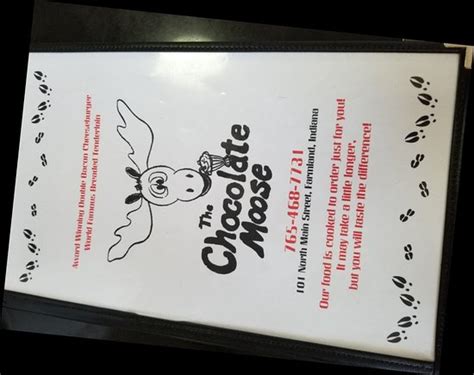 Award Winning Double Bacon Cheeseburger
World Famous Breaded Tenderloin
The
Chocolate
Moose
765-468-7731
101 North Main Street, Farmland, Indiana
Our food is cooked to order just for you!
It may take a little longer,
but you will taste the difference!